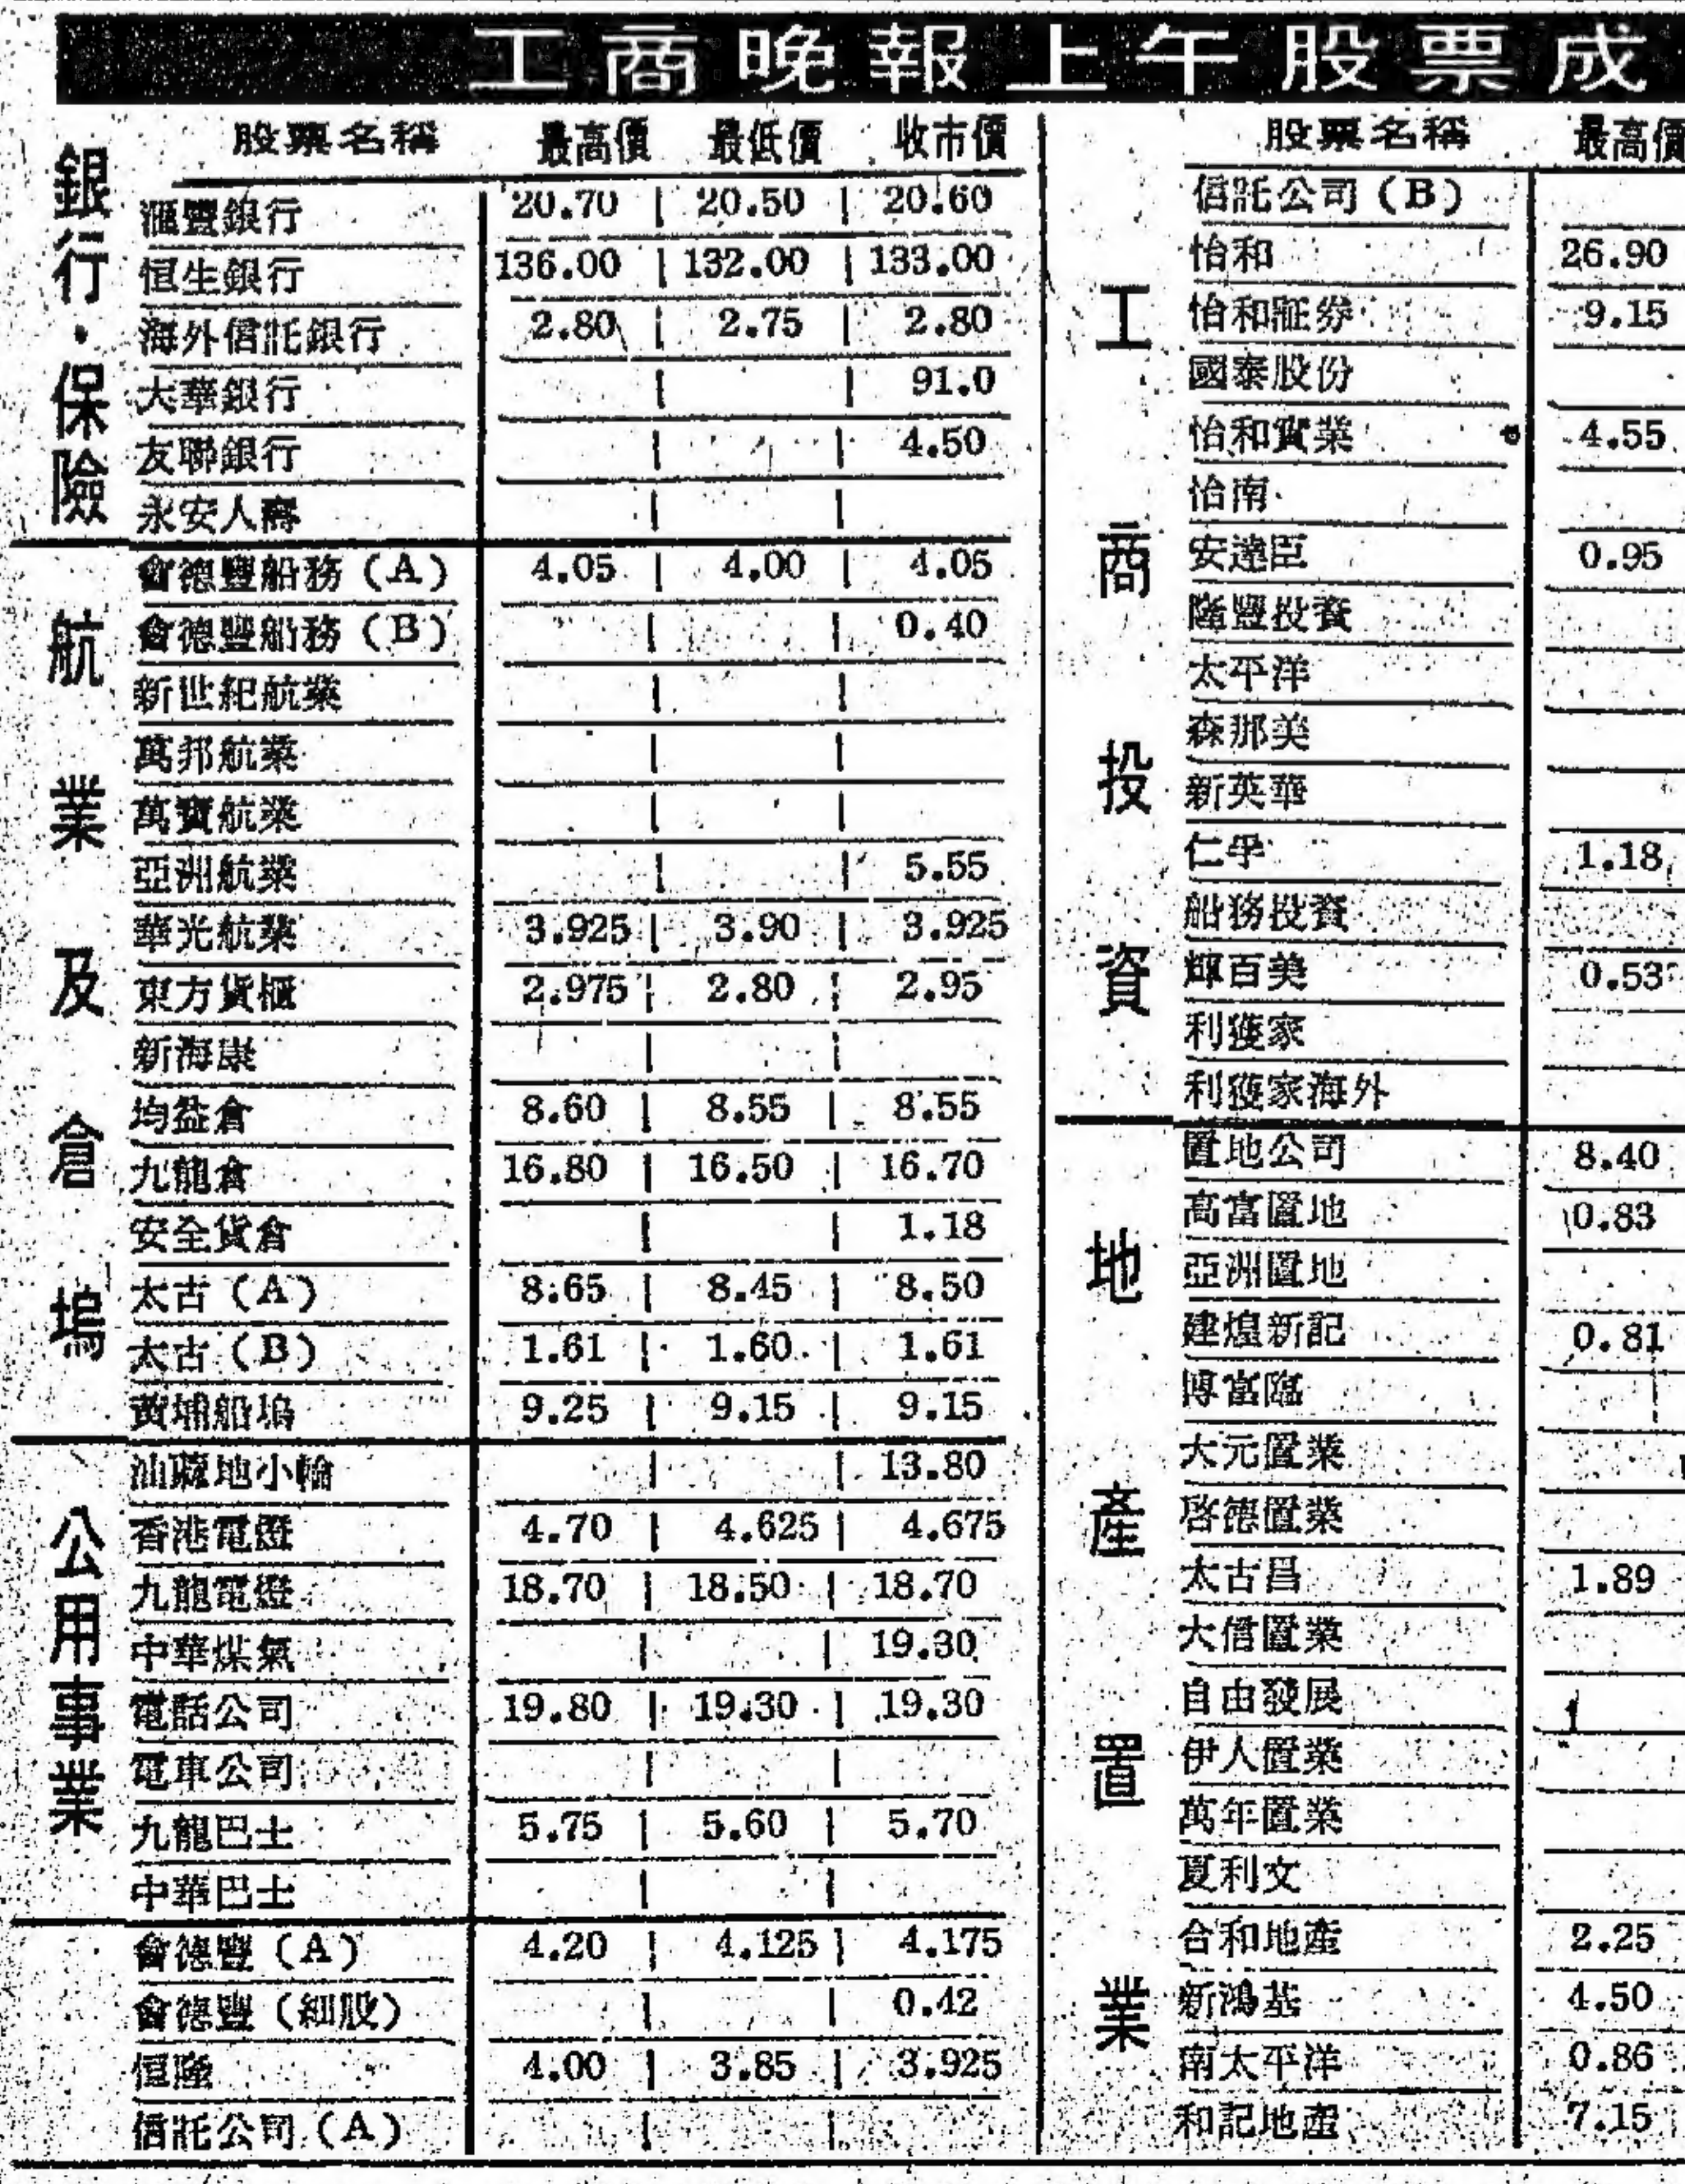 工商晚報上午股票成
銀行・保險
股票名稱 最高價 最低價 收市價
滙豐銀行 20.70 20.50 20.60
恒生銀行 136.00 132.00 133.00
海外信託銀行 2.80 2.75 2.80
大華銀行 91.0
友聯銀行 4.50
永安人壽
航業及倉塢
會德豐船務(A) 4.05 4.00 4.05
會德豐船務(B) 0.40
新世紀航業
萬邦航業
萬寶航業
亞洲航業 5.55
華光航業 3.925 3.90 3.925
東方貨櫃 2.975 2.80 2.95
新海康
均益倉 8.60 8.55 8.55
九龍倉 16.80 16.50 16.70
安全貨倉 1.18
太古(A) 8.65 8.45 8.50
太古(B) 1.61 1.60 1.61
黃埔船塢 9.25 9.15 9.15
公用事業
油蔴地小輪 13.80
香港電燈 4.70 4.625 4.675
九龍電燈 18.70 18.50 18.70
中華煤氣 19.30
電話公司 19.80 19.30 19.30
電車公司
九龍巴士 5.75 5.60 5.70
中華巴士
會德豐(A) 4.20 4.125 4.175
會德豐(細股) 0.42
恒隆 4.00 3.85 3.925
信託公司(A)
工商投資
股票名稱 最高價
信託公司(B)
怡和 26.90
怡和証券 9.15
國泰股份
怡和實業 4.55
怡南
安達臣 0.95
隆豐投資
太平洋
森那美
新英華
仁孚 1.18
船務投資
輝百美 0.53
利獲家
利獲家海外
地產置業
置地公司 8.40
高富置地 0.83
亞洲置地
建煌新記 0.81
博富臨
大元置業
啓德置業
太古昌 1.89
大信置業
自由發展
伊人置業
萬年置業
夏利文
合和地產 2.25
新鴻基 4.50
南太平洋 0.86
和記地產 7.15